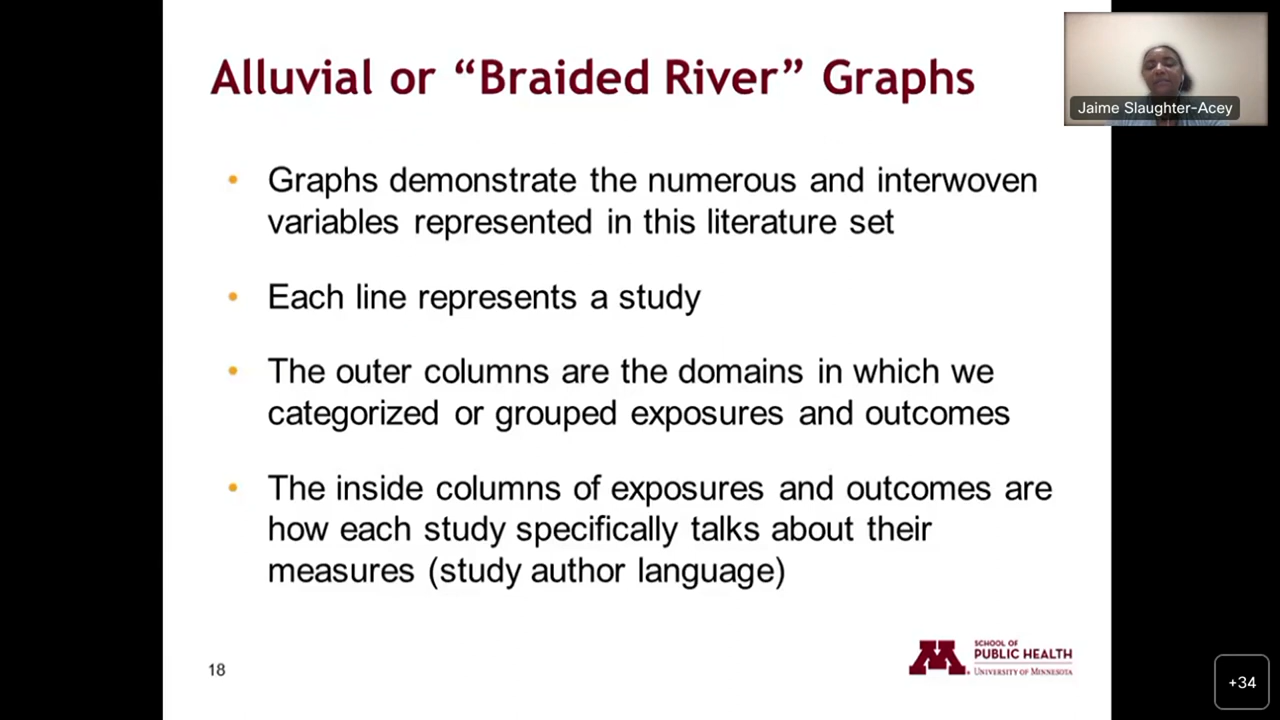 Alluvial or “Braided River” Graphs
Jaime Slaughter-Acey
• Graphs demonstrate the numerous and interwoven
variables represented in this literature set
• Each line represents a study
• The outer columns are the domains in which we
categorized or grouped exposures and outcomes
• The inside columns of exposures and outcomes are
how each study specifically talks about their
measures (study author language)
18
M
SCHOOL OF
PUBLIC HEALTH
UNIVERSITY OF MINNESOTA
+34